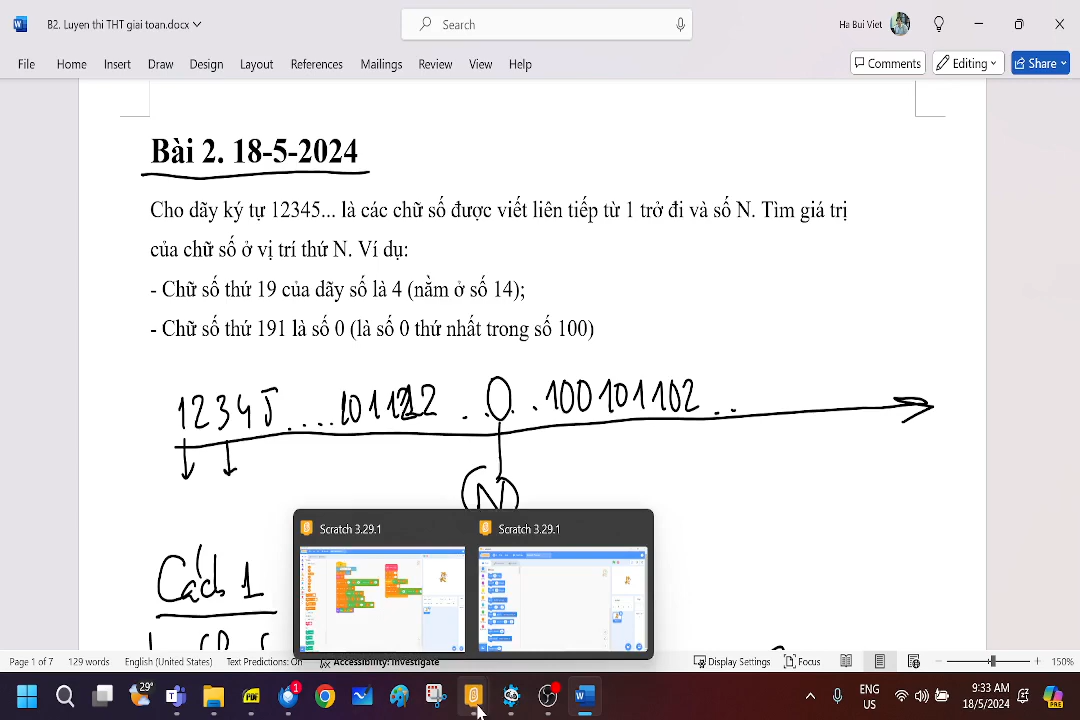 B2. Luyen thi THT giai toan.docx
Search
Ha Bui Viet
File Home Insert Draw Design Layout References Mailings Review View Help
Comments Editing Share
Bài 2. 18-5-2024
Cho dãy ký tự 12345... là các chữ số được viết liên tiếp từ 1 trở đi và số N. Tìm giá trị
của chữ số ở vị trí thứ N. Ví dụ:
- Chữ số thứ 19 của dãy số là 4 (nằm ở số 14);
- Chữ số thứ 191 là số 0 (là số 0 thứ nhất trong số 100)
12345 .... 0 .100101102 ..
N
Scratch 3.29.1 Scratch 3.29.1
Cách 1
Page 1 of 7 129 words English (United States) Text Predictions: On Accessibility: Investigate Display Settings Focus 150%
29°
1
PDF
ENG
US
9:33 AM
18/5/2024
PRE